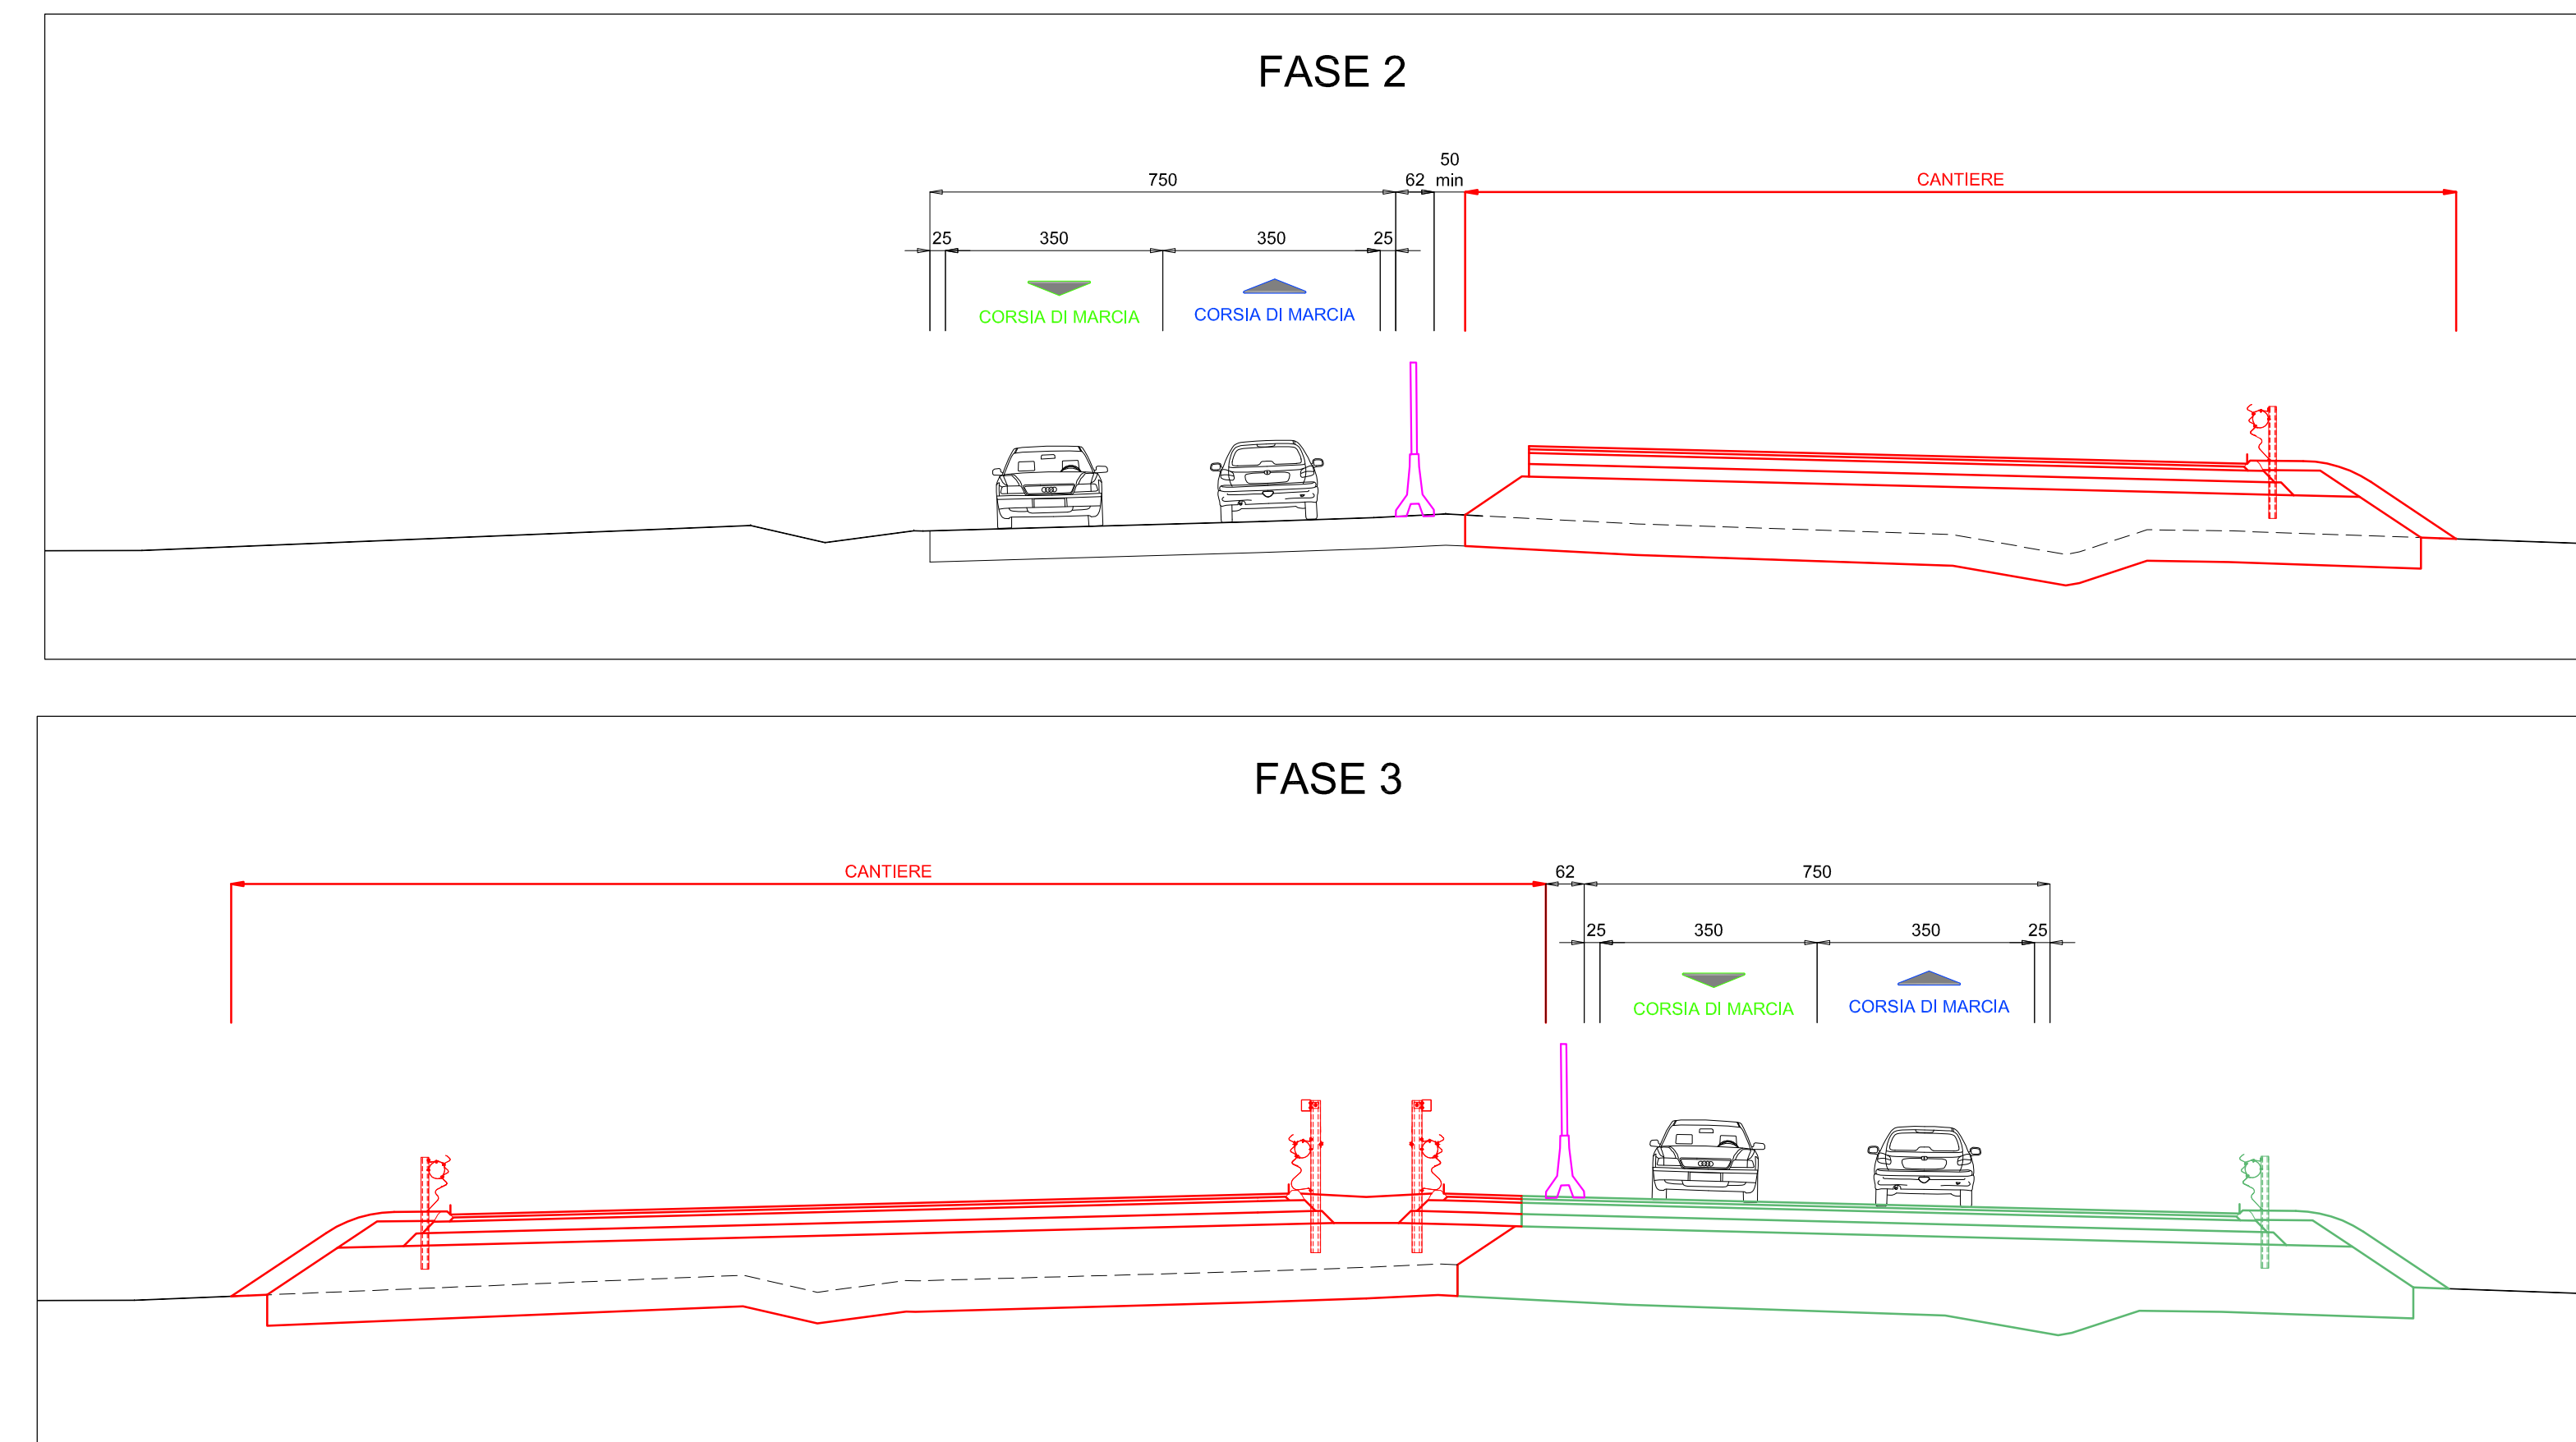 FASE 2
50
750 62 min CANTIERE
25 350 350 25
CORSIA DI MARCIA CORSIA DI MARCIA
FASE 3
CANTIERE 62 750
25 350 350 25
CORSIA DI MARCIA CORSIA DI MARCIA